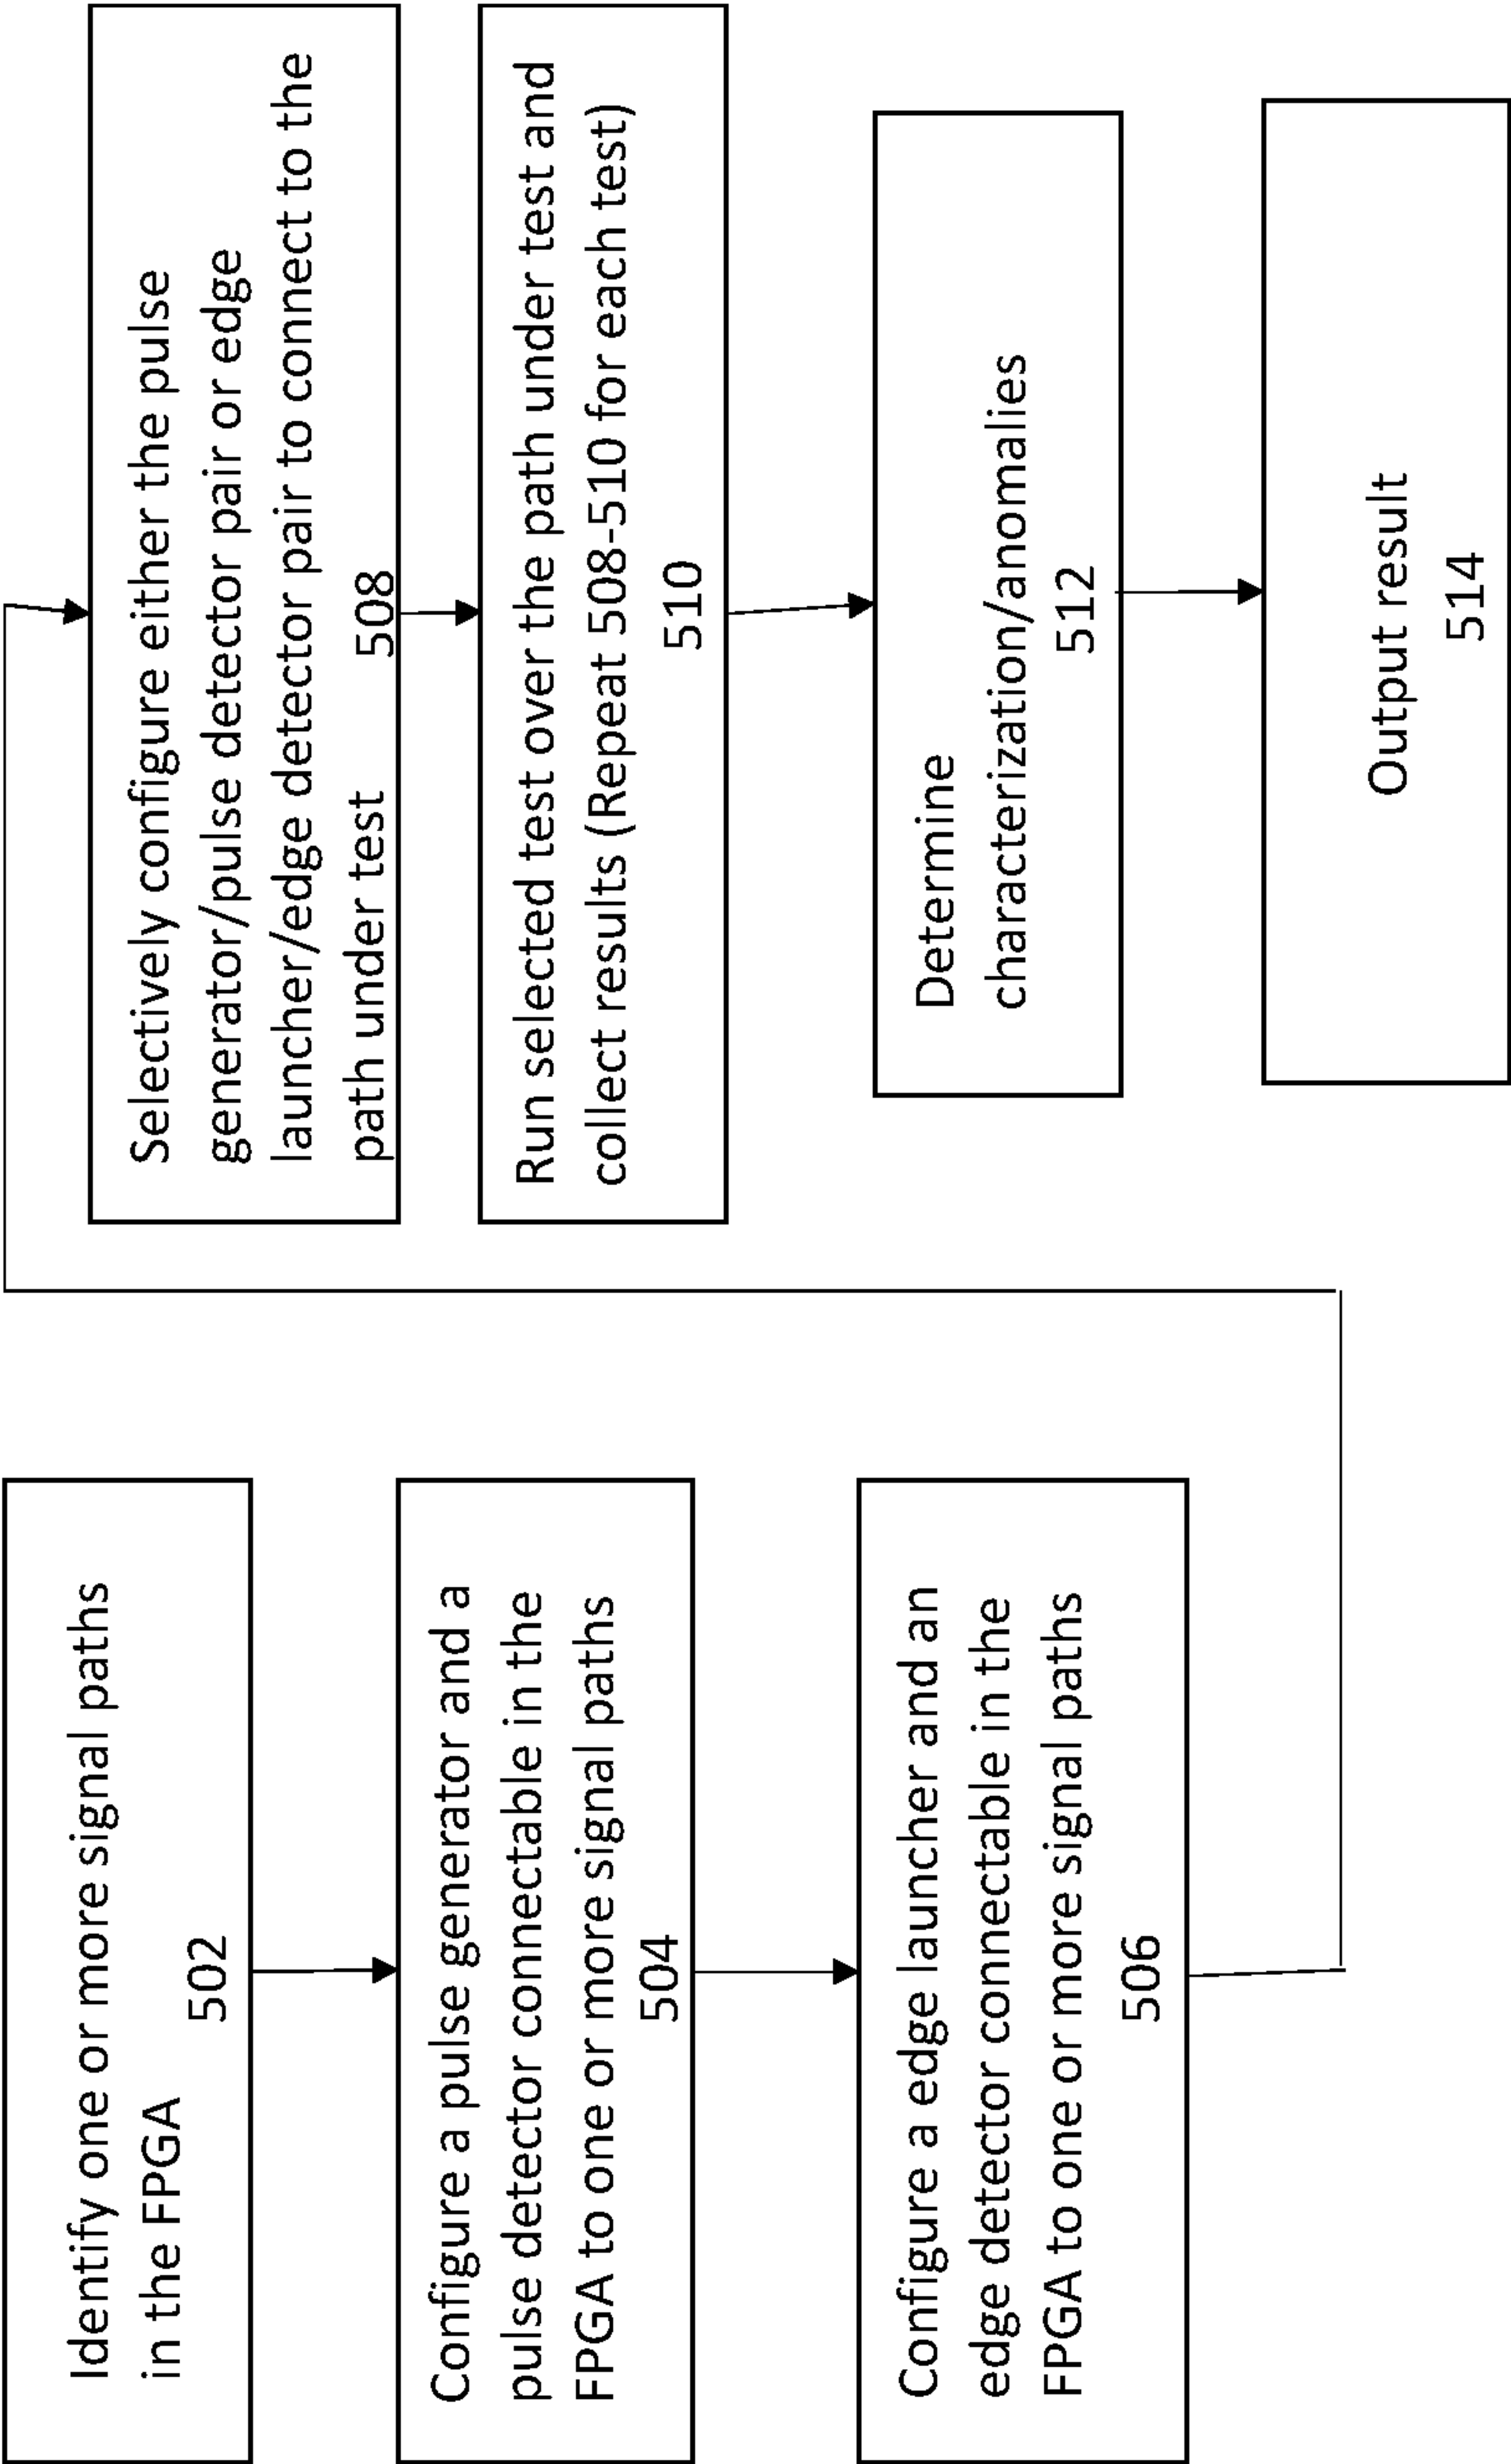 Identify one or more signal paths
in the FPGA
502
Configure a pulse generator and a
pulse detector connectable in the
FPGA to one or more signal paths
504
Configure a edge launcher and an
edge detector connectable in the
FPGA to one or more signal paths
506
Selectively configure either the pulse
generator/pulse detector pair or edge
launcher/edge detector pair to connect to the
path under test 508
Run selected test over the path under test and
collect results (Repeat 508-510 for each test)
510
Determine
characterization/anomalies
512
Output result
514